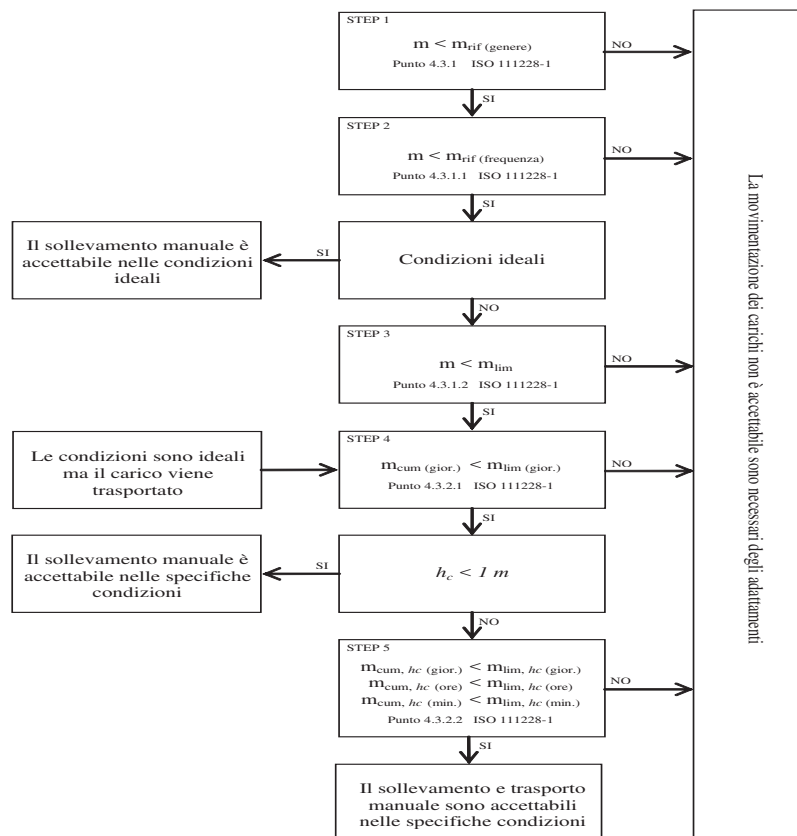 STEP 1
m < mrif (genere)
Punto 4.3.1 ISO 111228-1
NO
SI
STEP 2
m < mrif (frequenza)
Punto 4.3.1.1 ISO 111228-1
NO
SI
Il sollevamento manuale è
accettabile nelle condizioni
ideali
SI
Condizioni ideali
NO
STEP 3
m < mlim
Punto 4.3.1.2 ISO 111228-1
NO
SI
Le condizioni sono ideali
ma il carico viene
trasportato
STEP 4
mcum (gior.) < mlim (gior.)
Punto 4.3.2.1 ISO 111228-1
NO
SI
Il sollevamento manuale è
accettabile nelle specifiche
condizioni
SI
hc < 1 m
NO
STEP 5
mcum, hc (gior.) < mlim, hc (gior.)
mcum, hc (ore) < mlim, hc (ore)
mcum, hc (min.) < mlim, hc (min.)
Punto 4.3.2.2 ISO 111228-1
NO
SI
Il sollevamento e trasporto
manuale sono accettabili
nelle specifiche condizioni
La movimentazione dei carichi non è accettabile sono necessari degli adattamenti